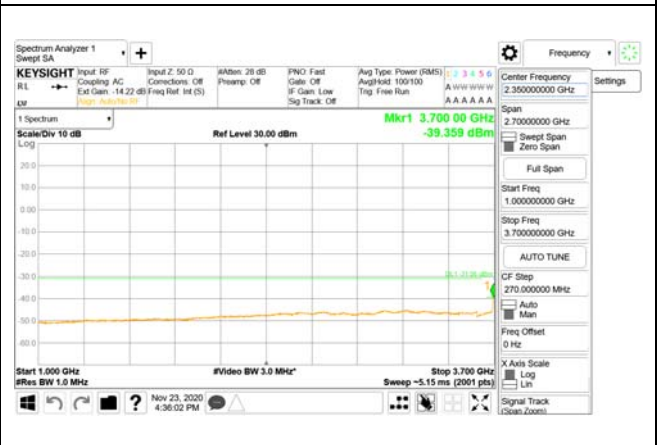 Spectrum Analyzer 1
Swept SA
+
Frequency
KEYSIGHT
RL
Input: RF
Coupling: AC
Ext Gain: -14.22 dB
Align: Auto/No RF
Input Z: 50 Ω
Corrections: Off
Freq Ref: Int (S)
#Atten: 28 dB
Preamp: Off
PNO: Fast
Gate: Off
IF Gain: Low
Sig Track: Off
Avg Type: Power (RMS)
Avg|Hold: 100/100
Trig: Free Run
1 2 3 4 5 6
A W W W W W
A A A A A A
1 Spectrum
Scale/Div 10 dB
Ref Level 30.00 dBm
Mkr1 3.700 00 GHz
-39.359 dBm
Log
20.0
10.0
0.00
-10.0
-20.0
-30.0
-40.0
-50.0
-60.0
1
Start 1.000 GHz
#Res BW 1.0 MHz
#Video BW 3.0 MHz*
Stop 3.700 GHz
Sweep ~5.15 ms (2001 pts)
Nov 23, 2020
4:36:02 PM
?
Settings
Center Frequency
2.350000000 GHz
Span
2.70000000 GHz
Swept Span
Zero Span
Full Span
Start Freq
1.000000000 GHz
Stop Freq
3.700000000 GHz
AUTO TUNE
CF Step
270.000000 MHz
Auto
Man
Freq Offset
0 Hz
X Axis Scale
Log
Lin
Signal Track
(Span Zoom)